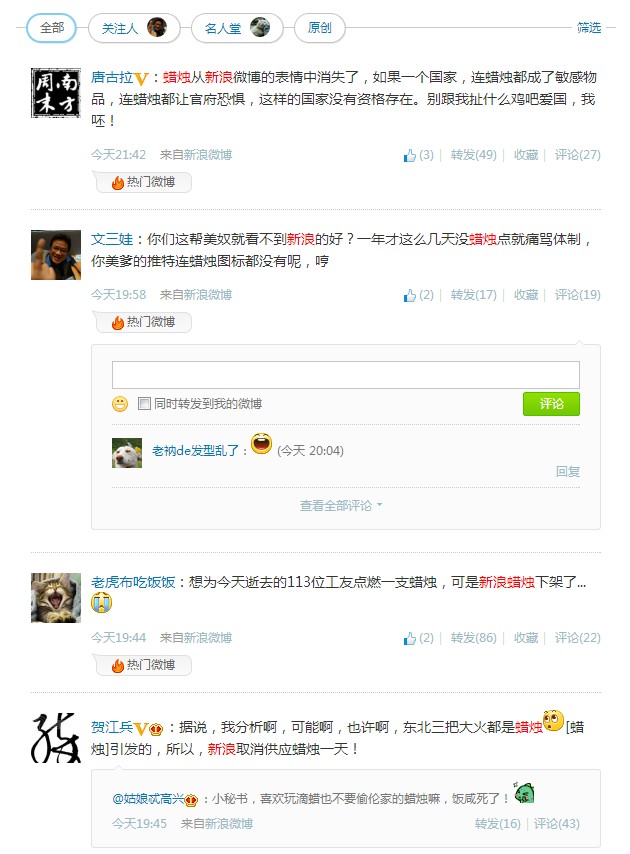 全部 关注人 名人堂 原创 筛选
周南
末方
唐古拉V：蜡烛从新浪微博的表情中消失了，如果一个国家，连蜡烛都成了敏感物
品，连蜡烛都让官府恐惧，这样的国家没有资格存在。别跟我扯什么鸡吧爱国，我
呸！
今天21:42 来自新浪微博 (3) | 转发(49) | 收藏 | 评论(27)
热门微博
文三娃：你们这帮美奴就看不到新浪的好？一年才这么几天没蜡烛点就痛骂体制，
你美爹的推特连蜡烛图标都没有呢，哼
今天19:58 来自新浪微博 (2) | 转发(17) | 收藏 | 评论(19)
热门微博
同时转发到我的微博 评论
老衲de发型乱了： (今天 20:04)
回复
查看全部评论
老虎布吃饭饭：想为今天逝去的113位工友点燃一支蜡烛，可是新浪蜡烛下架了...
今天19:44 来自新浪微博 (2) | 转发(86) | 收藏 | 评论(22)
热门微博
贺江兵V：据说，我分析啊，可能啊，也许啊，东北三把大火都是蜡烛[蜡
烛]引发的，所以，新浪取消供应蜡烛一天！
@姑娘忒高兴：小秘书，喜欢玩滴蜡也不要偷伦家的蜡烛嘛，饭咸死了！
今天19:45 来自新浪微博 转发(16) | 评论(43)